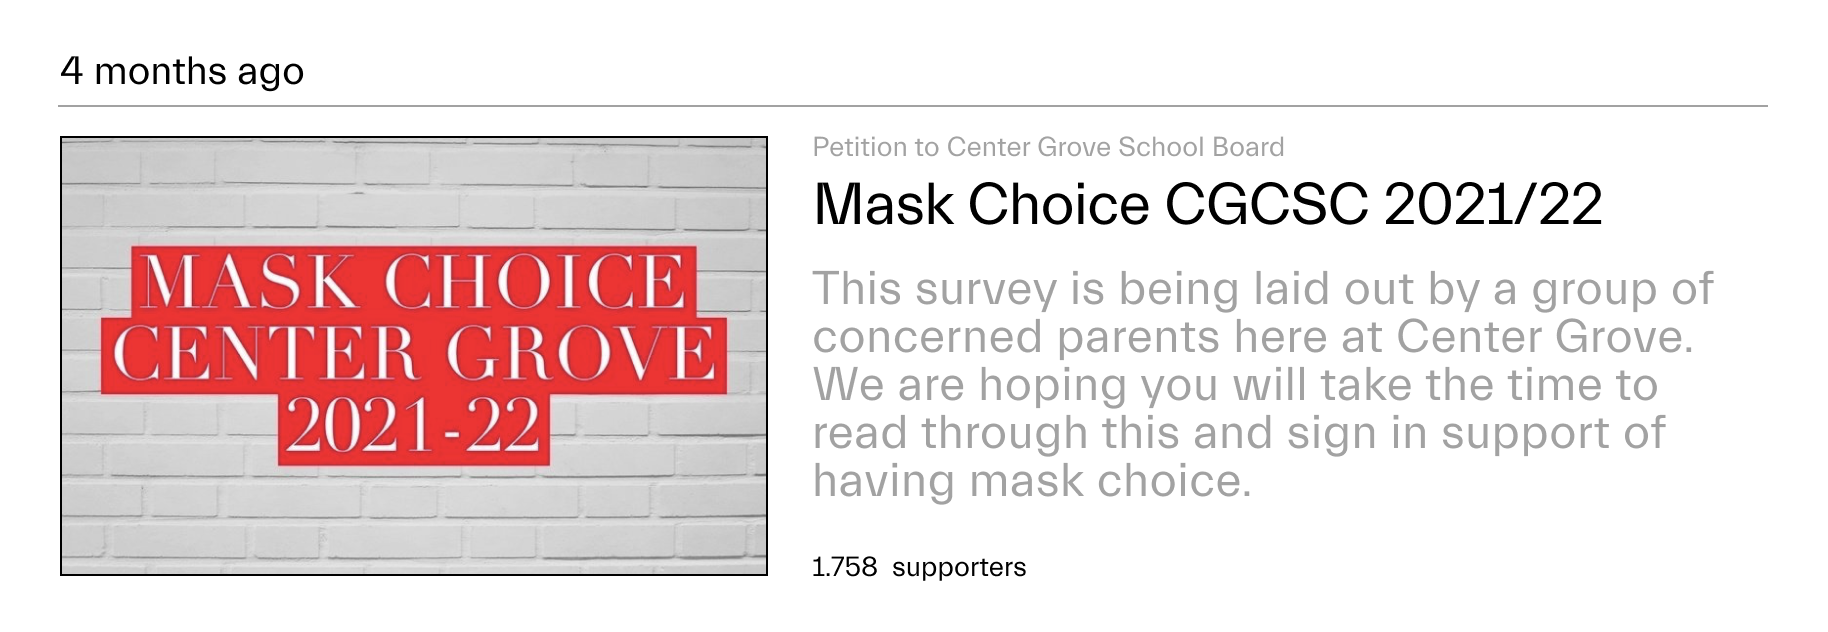 4 months ago
MASK CHOICE
CENTER GROVE
2021-22
Petition to Center Grove School Board
Mask Choice CGCSC 2021/22
This survey is being laid out by a group of
concerned parents here at Center Grove.
We are hoping you will take the time to
read through this and sign in support of
having mask choice.
1.758 supporters